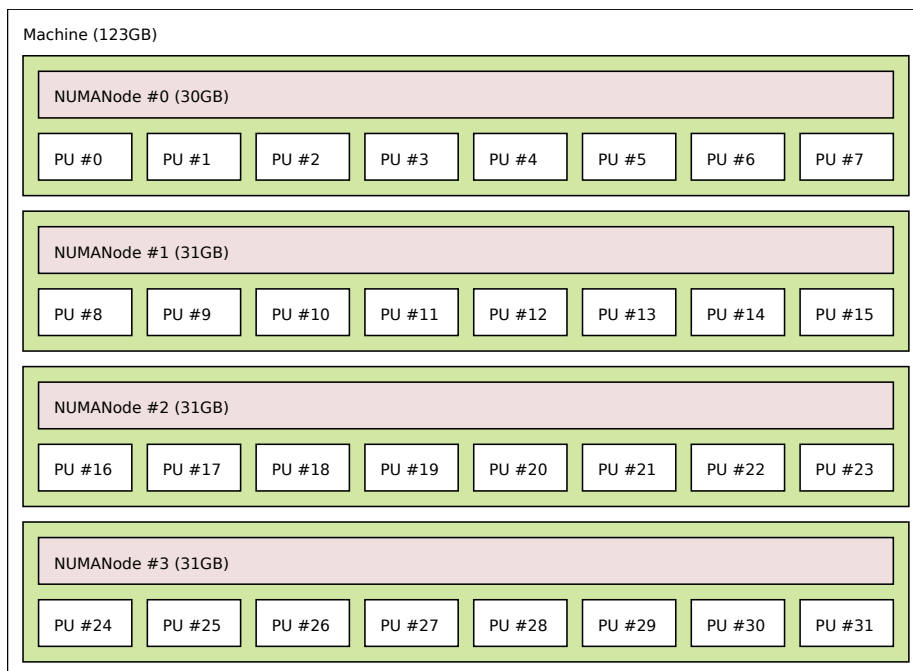 Machine (123GB)
NUMANode #0 (30GB)
PU #0 PU #1 PU #2 PU #3 PU #4 PU #5 PU #6 PU #7
NUMANode #1 (31GB)
PU #8 PU #9 PU #10 PU #11 PU #12 PU #13 PU #14 PU #15
NUMANode #2 (31GB)
PU #16 PU #17 PU #18 PU #19 PU #20 PU #21 PU #22 PU #23
NUMANode #3 (31GB)
PU #24 PU #25 PU #26 PU #27 PU #28 PU #29 PU #30 PU #31